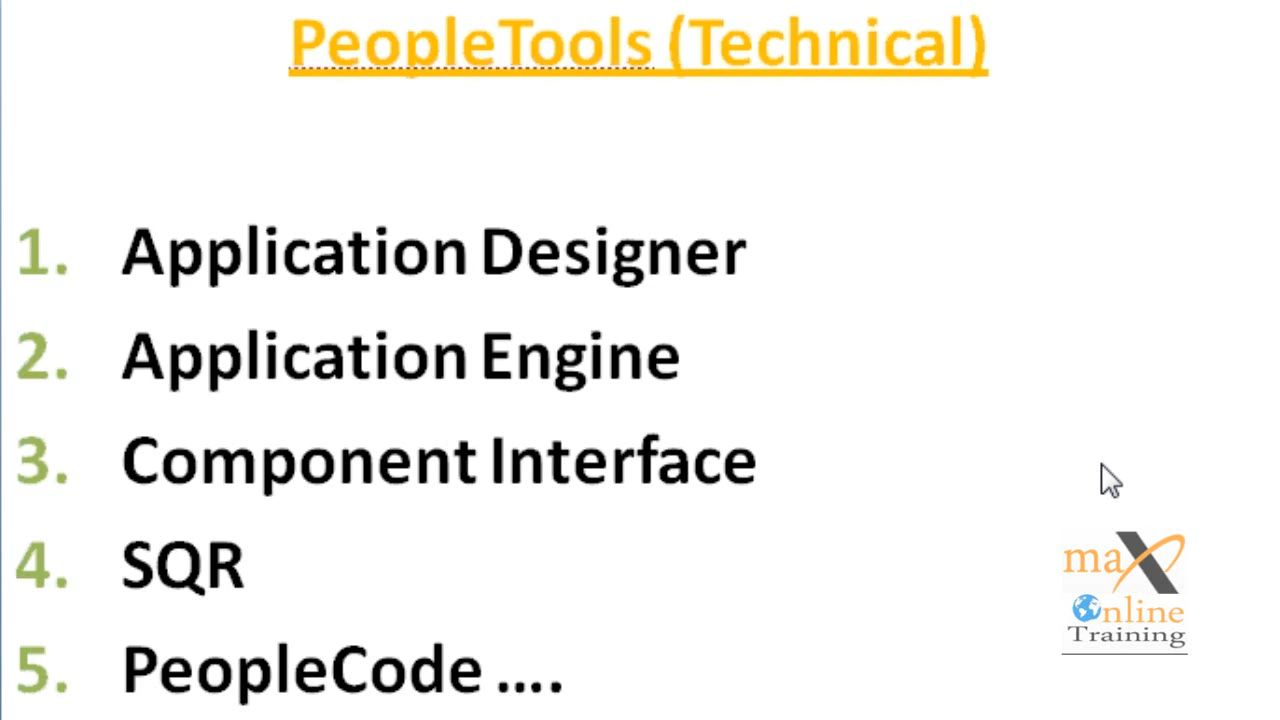 PeopleTools (Technical)
1. Application Designer
2. Application Engine
3. Component Interface
4. SQR
5. PeopleCode ....
maX
Online
Training